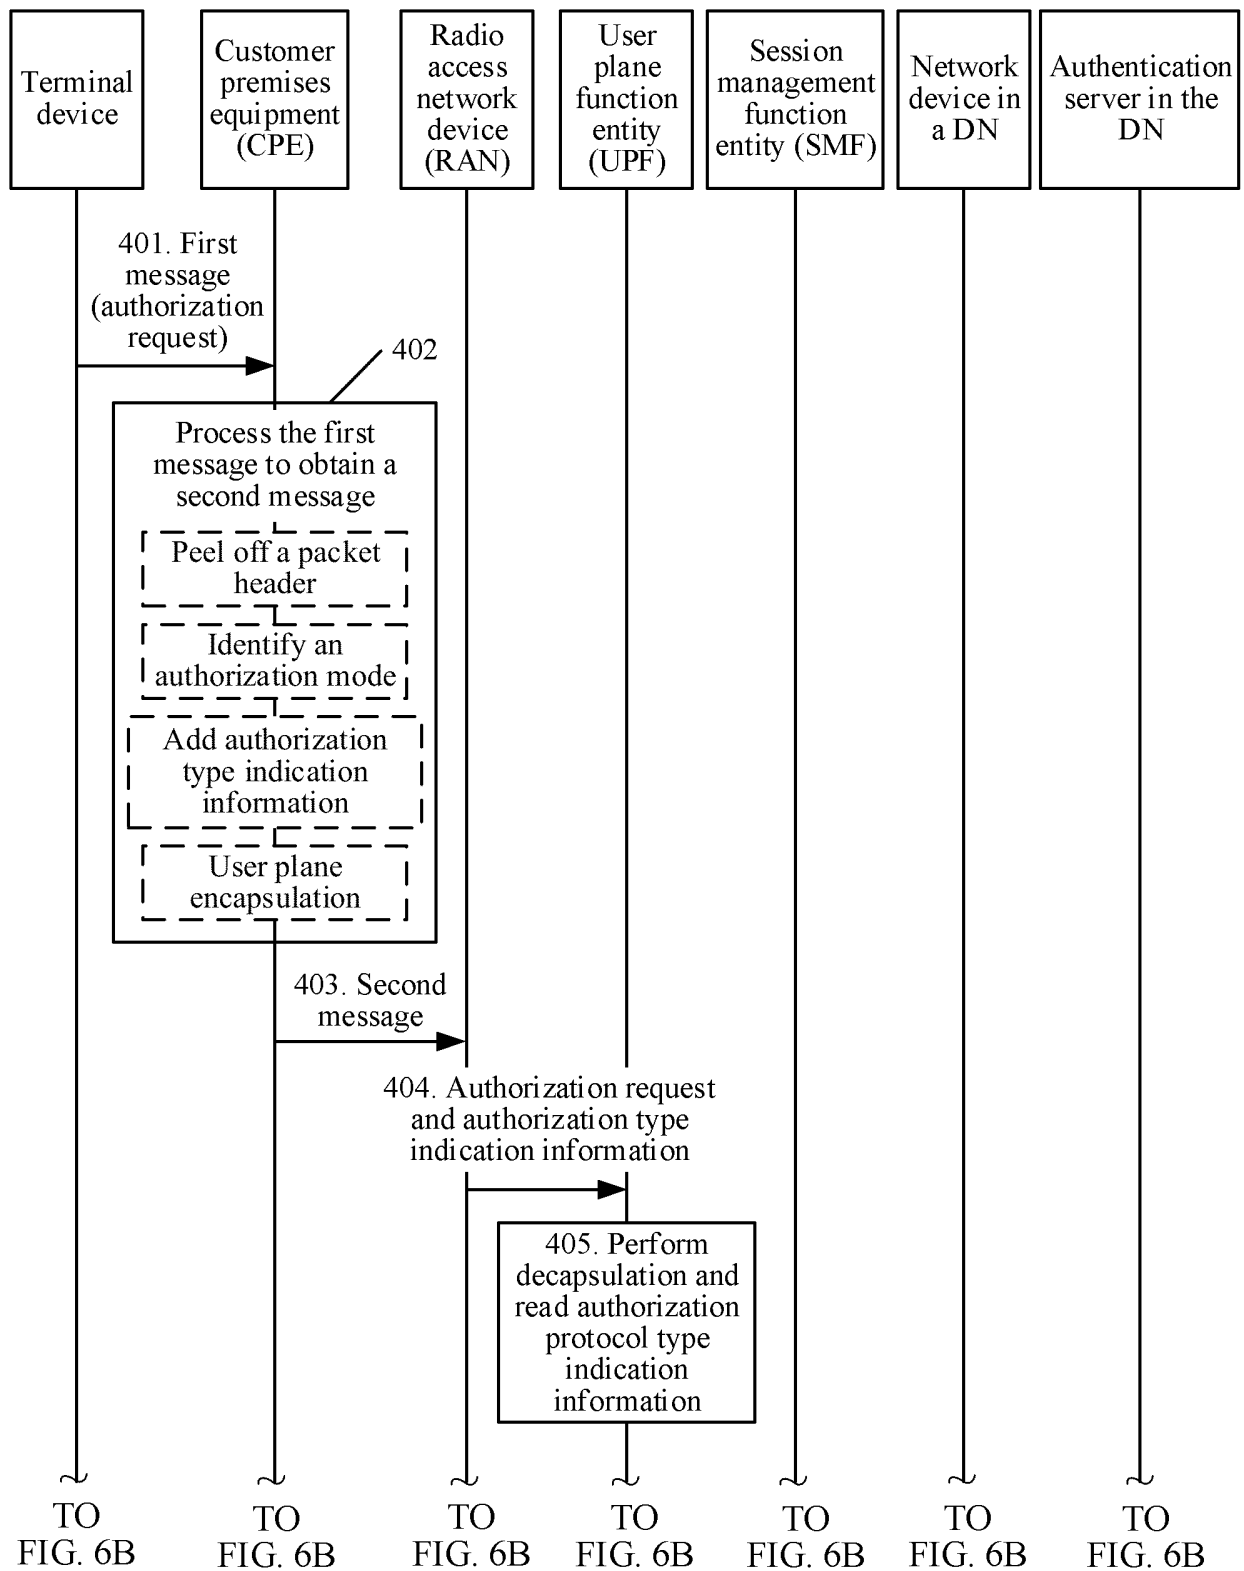 Terminal
device
Customer
premises
equipment
(CPE)
Radio
access
network
device
(RAN)
User
plane
function
entity
(UPF)
Session
management
function
entity (SMF)
Network
device in
a DN
Authentication
server in the
DN
401. First
message
(authorization
request)
402
Process the first
message to obtain a
second message
Peel off a packet
header
Identify an
authorization mode
Add authorization
type indication
information
User plane
encapsulation
403. Second
message
404. Authorization request
and authorization type
indication information
405. Perform
decapsulation and
read authorization
protocol type
indication
information
TO
FIG. 6B
TO
FIG. 6B
TO
FIG. 6B
TO
FIG. 6B
TO
FIG. 6B
TO
FIG. 6B
TO
FIG. 6B